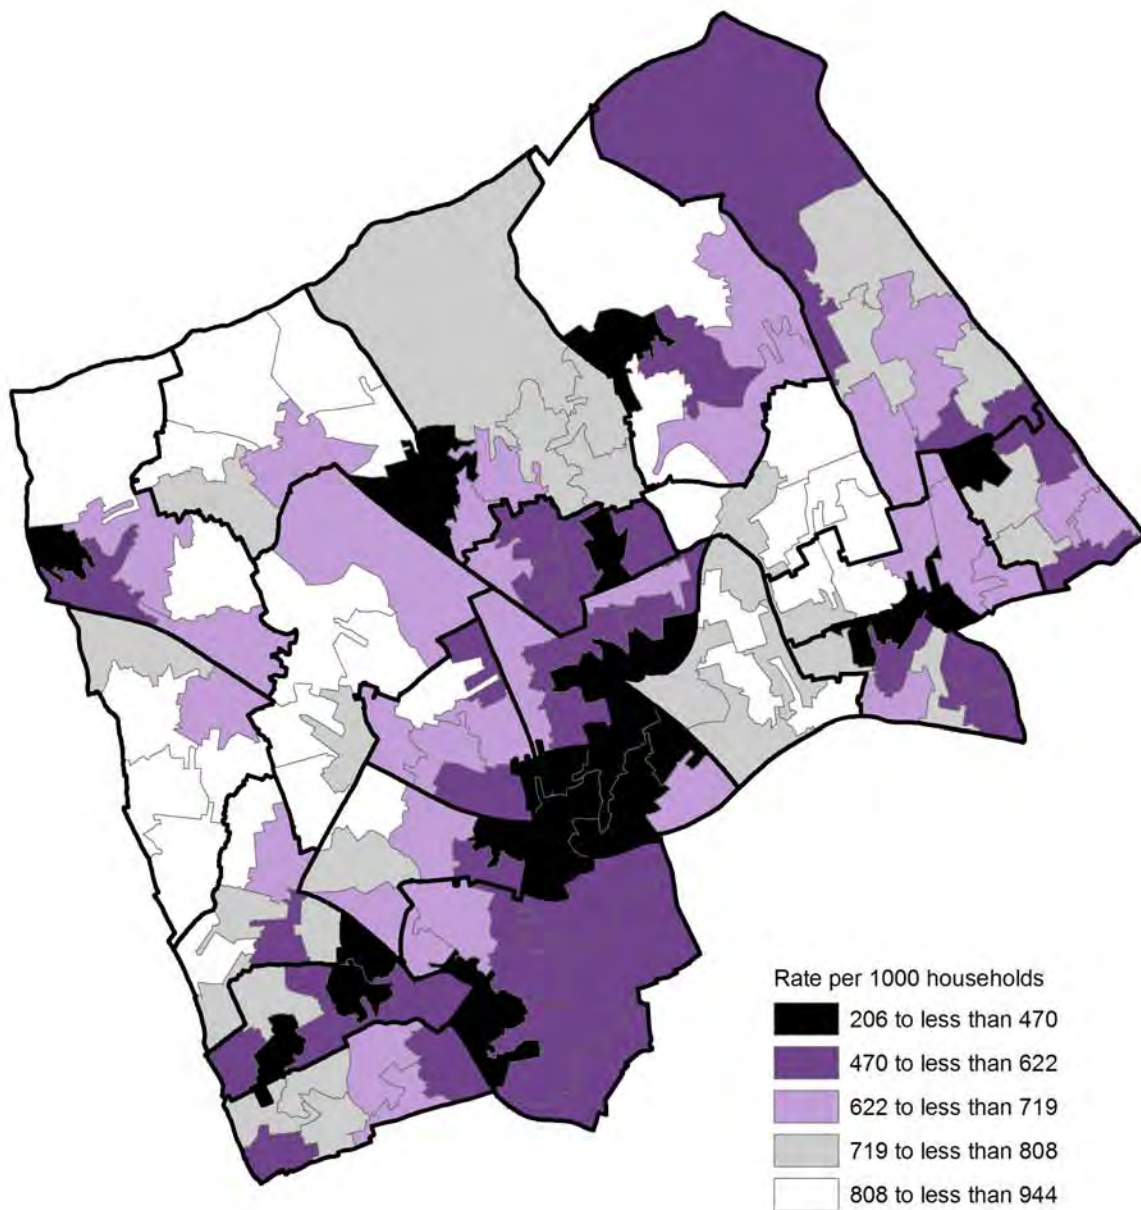 Rate per 1000 households
206 to less than 470
470 to less than 622
622 to less than 719
719 to less than 808
808 to less than 944